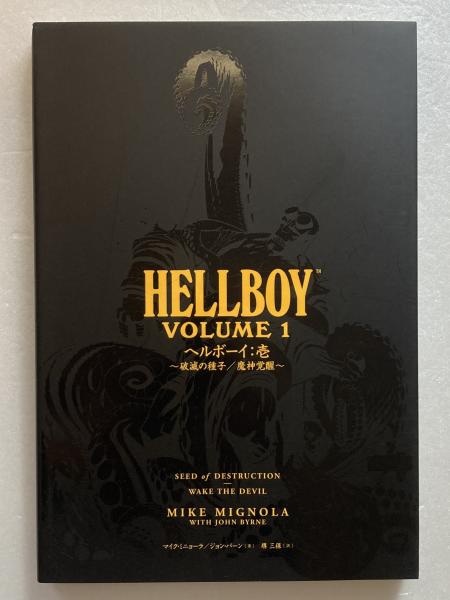 HELLBOY™
VOLUME 1
ヘルボーイ:壱
~破滅の種子/魔神覚醒~
SEED of DESTRUCTION
WAKE THE DEVIL
MIKE MIGNOLA
WITH JOHN BYRNE
マイク・ミニョーラ/ジョン・バーン(著) 堺 三保(訳)